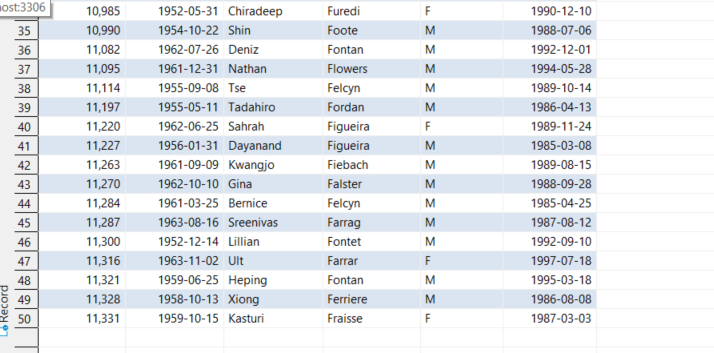 ost:3306
10,985 1952-05-31 Chiradeep Furedi F 1990-12-10
35 10,990 1954-10-22 Shin Foote M 1988-07-06
36 11,082 1962-07-26 Deniz Fontan M 1992-12-01
37 11,095 1961-12-31 Nathan Flowers M 1994-05-28
38 11,114 1955-09-08 Tse Felcyn M 1989-10-14
39 11,197 1955-05-11 Tadahiro Fordan M 1986-04-13
40 11,220 1962-06-25 Sahrah Figueira F 1989-11-24
41 11,227 1956-01-31 Dayanand Figueira M 1985-03-08
42 11,263 1961-09-09 Kwangjo Fiebach M 1989-08-15
43 11,270 1962-10-10 Gina Falster M 1988-09-28
44 11,284 1961-03-25 Bernice Felcyn M 1985-04-25
45 11,287 1963-08-16 Sreenivas Farrag M 1987-08-12
46 11,300 1952-12-14 Lillian Fontet M 1992-09-10
47 11,316 1963-11-02 Ult Farrar F 1997-07-18
48 11,321 1959-06-25 Heping Fontan M 1995-03-18
49 11,328 1958-10-13 Xiong Ferriere M 1986-08-08
50 11,331 1959-10-15 Kasturi Fraisse F 1987-03-03
Record